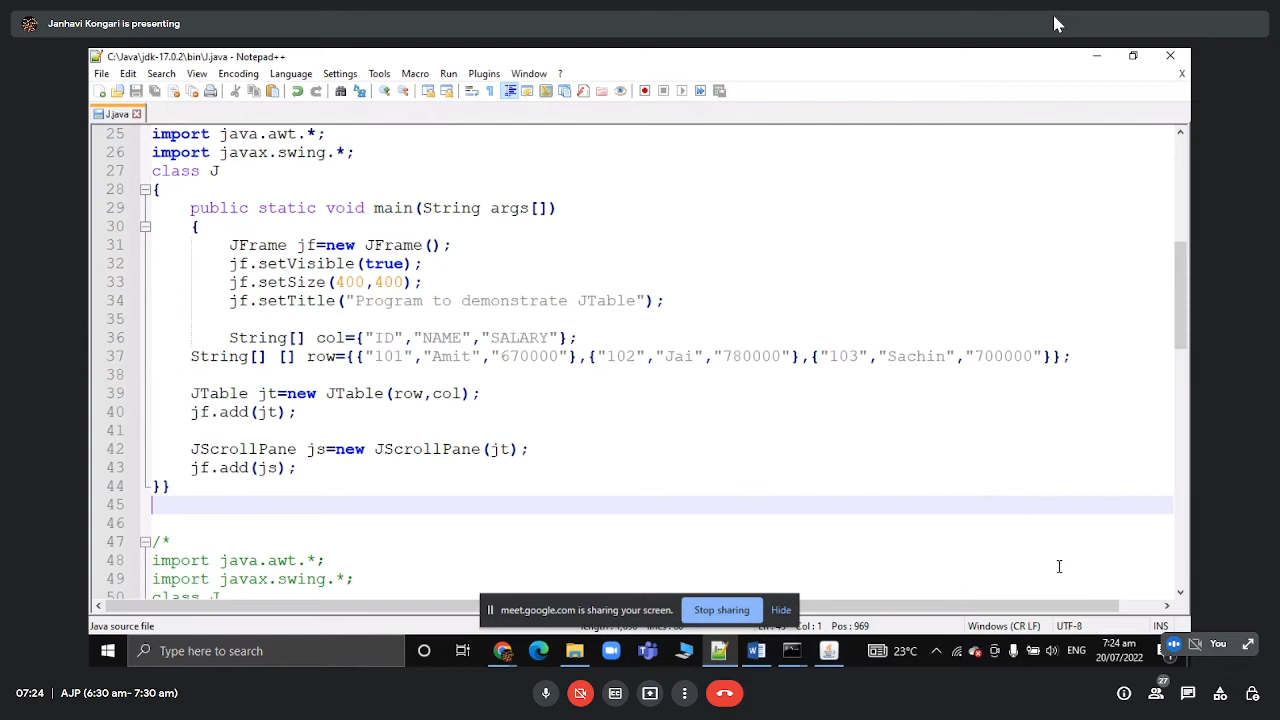 Janhavi Kongari is presenting
C:\Java\jdk-17.0.2\bin\J.java - Notepad++
File Edit Search View Encoding Language Settings Tools Macro Run Plugins Window ? X
J.java
25 import java.awt.*;
26 import javax.swing.*;
27 class J
28 {
29 public static void main(String args[])
30 {
31 JFrame jf=new JFrame();
32 jf.setVisible(true);
33 jf.setSize(400,400);
34 jf.setTitle("Program to demonstrate JTable");
35
36 String[] col={"ID","NAME","SALARY"};
37 String[] [] row={{"101","Amit","670000"},{"102","Jai","780000"},{"103","Sachin","700000"}};
38
39 JTable jt=new JTable(row,col);
40 jf.add(jt);
41
42 JScrollPane js=new JScrollPane(jt);
43 jf.add(js);
44 }}
45
46
47 /*
48 import java.awt.*;
49 import javax.swing.*;
50 class J
meet.google.com is sharing your screen. Stop sharing Hide
Java source file Col : 1 Pos : 969 Windows (CR LF) UTF-8 INS
Type here to search 23°C ENG 7:24 am
20/07/2022
You
07:24 AJP (6:30 am- 7:30 am) 27